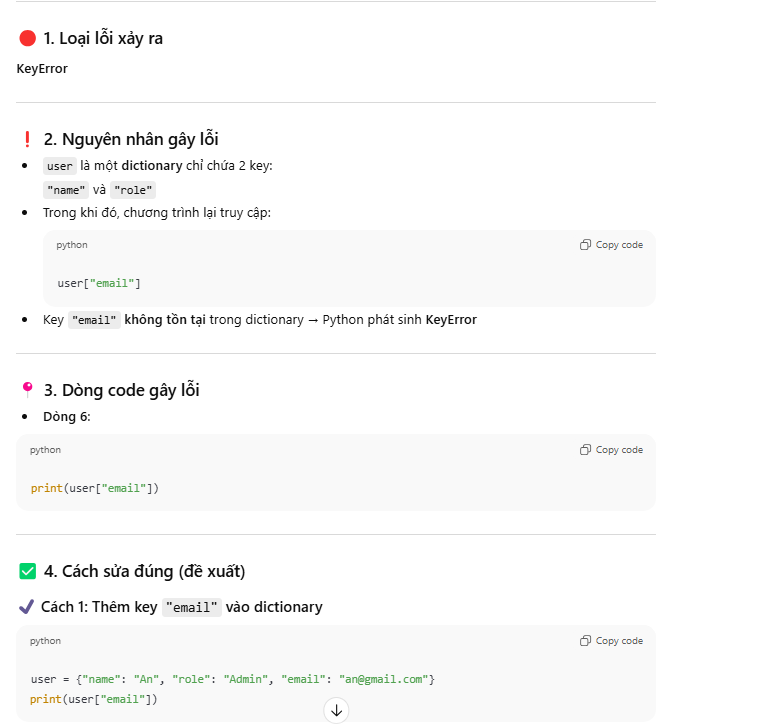 🔴 1. Loại lỗi xảy ra
KeyError
❗ 2. Nguyên nhân gây lỗi
• user là một dictionary chỉ chứa 2 key:
"name" và "role"
• Trong khi đó, chương trình lại truy cập:
python Copy code
user["email"]
• Key "email" không tồn tại trong dictionary → Python phát sinh KeyError
📍 3. Dòng code gây lỗi
• Dòng 6:
python Copy code
print(user["email"])
✅ 4. Cách sửa đúng (đề xuất)
✔ Cách 1: Thêm key "email" vào dictionary
python Copy code
user = {"name": "An", "role": "Admin", "email": "an@gmail.com"}
print(user["email"])